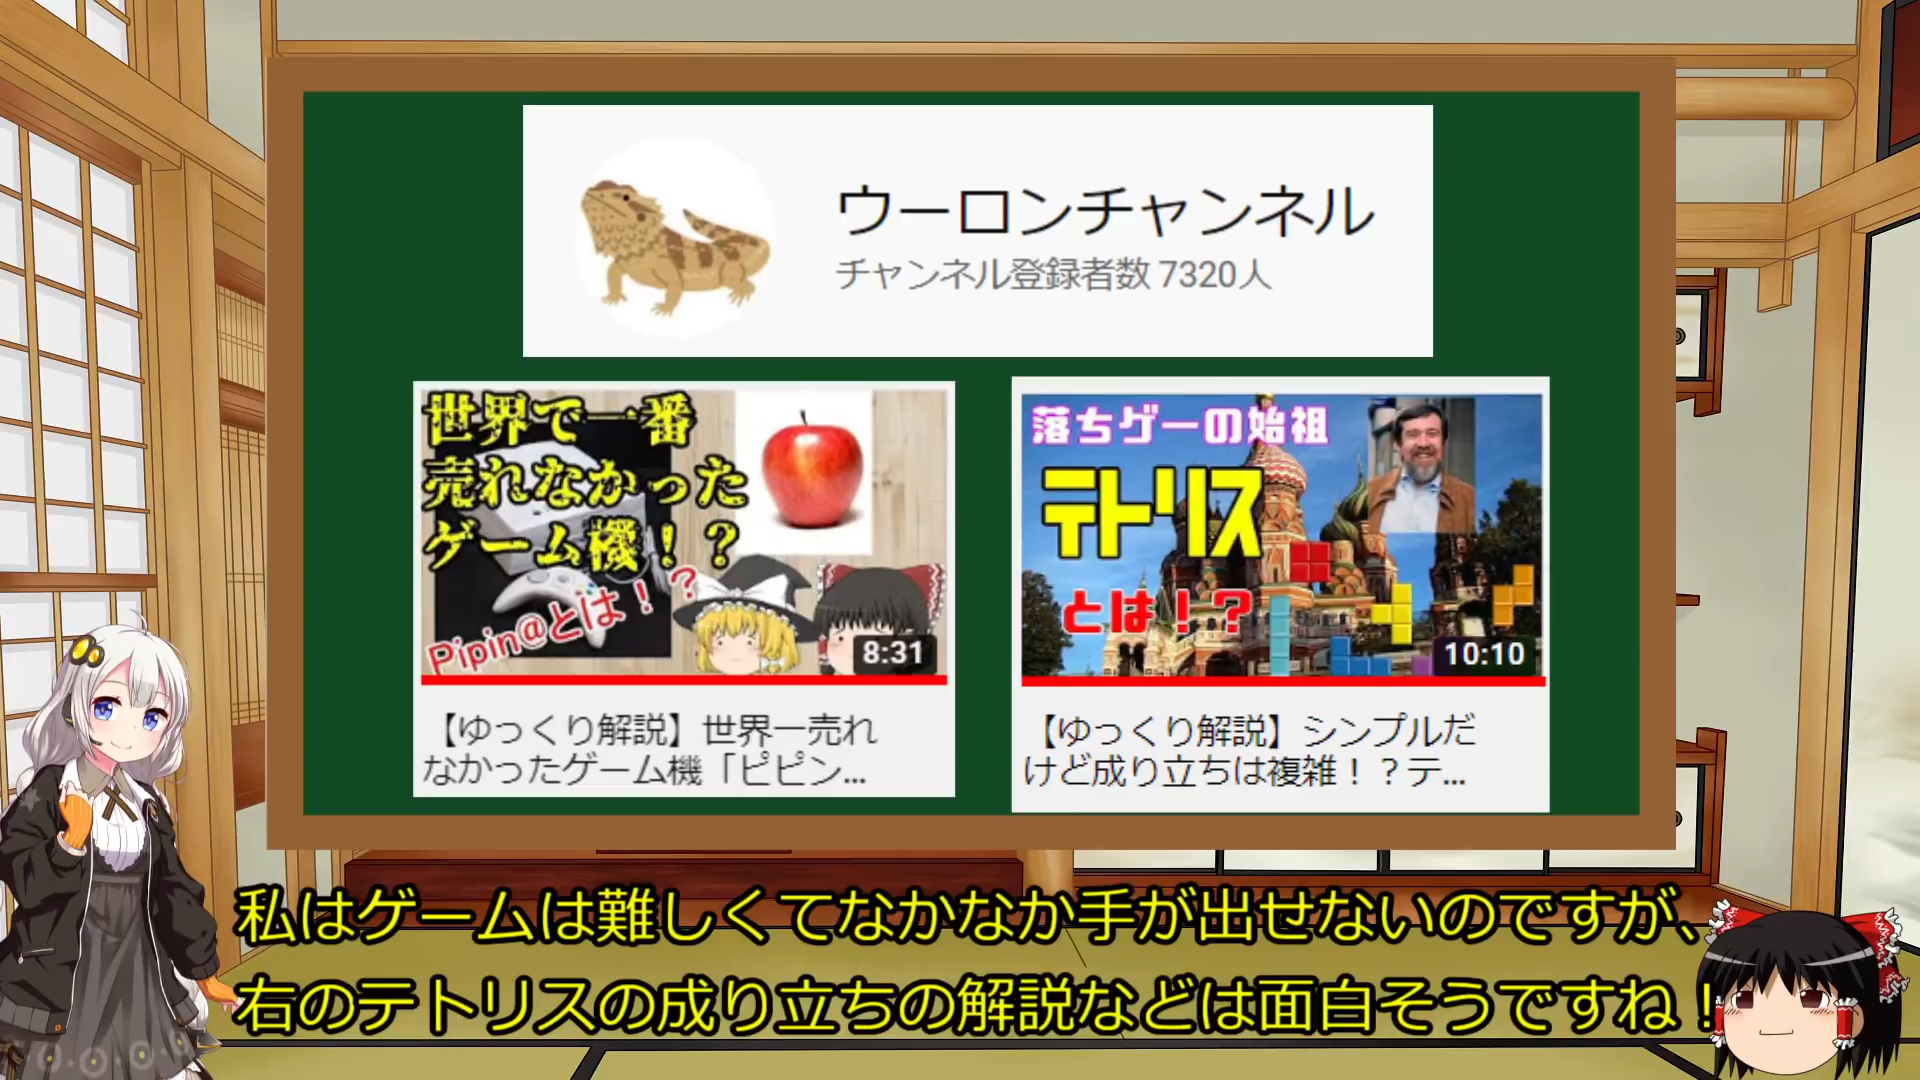 ウーロンチャンネル
チャンネル登録者数 7320人
世界で一番
売れなかった
ゲーム機！？
Pipin@とは！？
8:31
【ゆっくり解説】世界一売れ
なかったゲーム機「ピピン...
落ちゲーの始祖
テトリス
とは！？
10:10
【ゆっくり解説】シンプルだ
けど成り立ちは複雑！？テ...
私はゲームは難しくてなかなか手が出せないのですが、
右のテトリスの成り立ちの解説などは面白そうですね！